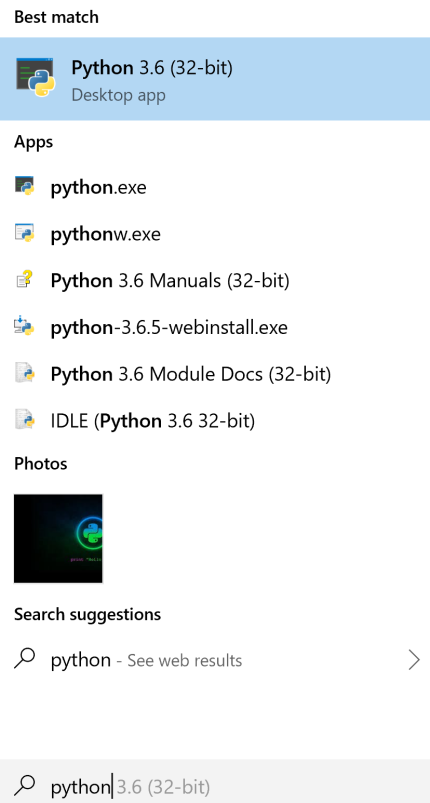 Best match
Python 3.6 (32-bit)
Desktop app
Apps
python.exe
pythonw.exe
Python 3.6 Manuals (32-bit)
python-3.6.5-webinstall.exe
Python 3.6 Module Docs (32-bit)
IDLE (Python 3.6 32-bit)
Photos
Search suggestions
python - See web results
python 3.6 (32-bit)